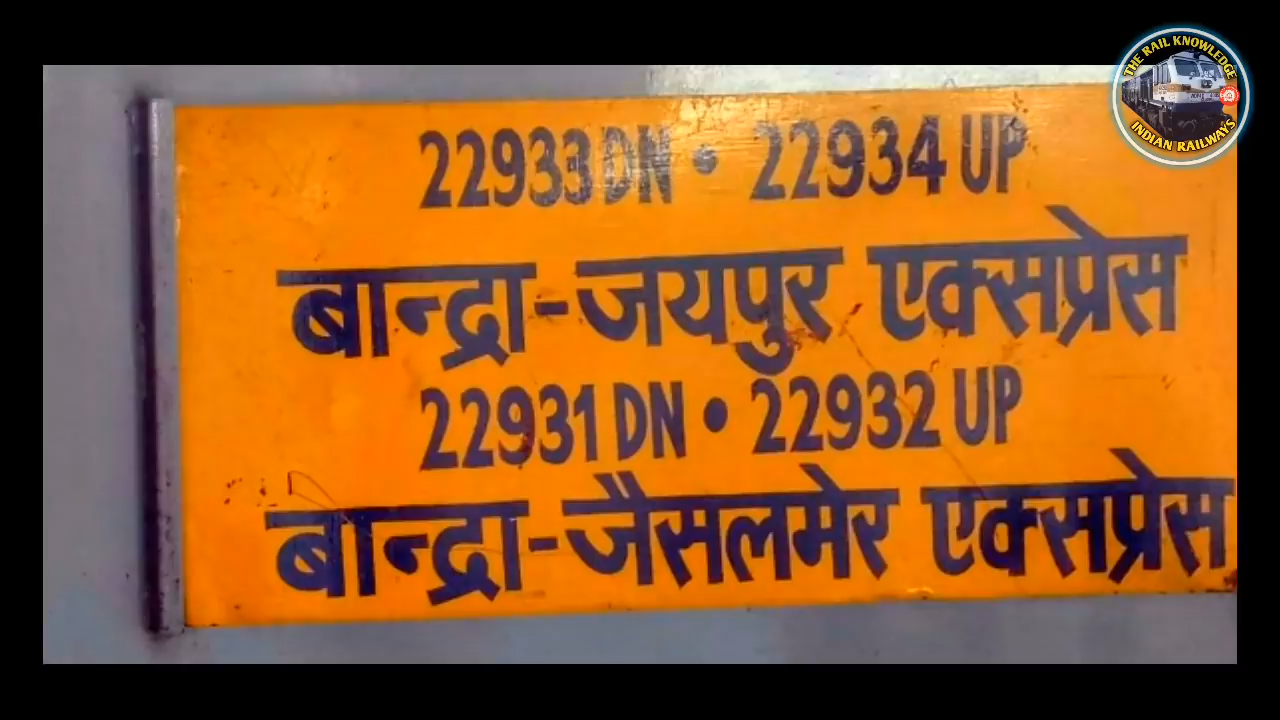 THE RAIL KNOWLEDGE
INDIAN RAILWAYS
22933 DN • 22934 UP
बान्द्रा-जयपुर एक्सप्रेस
22931 DN • 22932 UP
बान्द्रा-जैसलमेर एक्सप्रेस